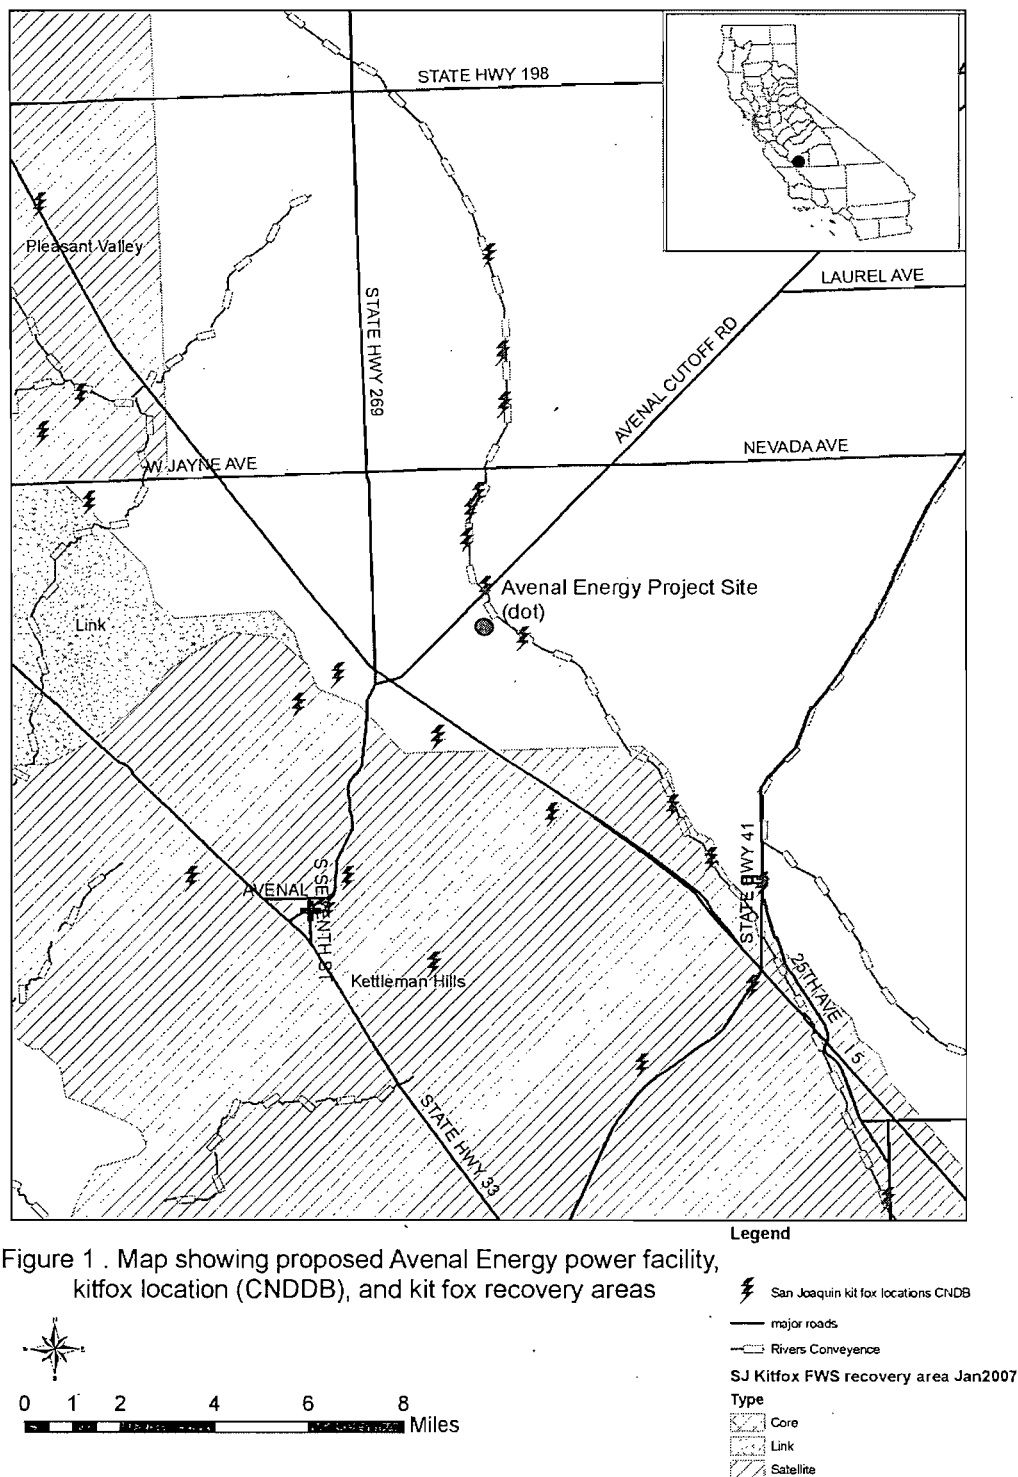 STATE HWY 198
Pleasant Valley
LAUREL AVE
STATE HWY 269
AVENAL CUTOFF RD
NEVADA AVE
W JAYNE AVE
Avenal Energy Project Site
(dot)
Link
STATE HWY 41
AVENAL
S SEVENTH ST
Kettleman Hills
25TH AVE
I 5
STATE HWY 33
Figure 1 . Map showing proposed Avenal Energy power facility,
kitfox location (CNDDB), and kit fox recovery areas
0 1 2 4 6 8
Miles
Legend
San Joaquin kit fox locations CNDB
major roads
Rivers Conveyence
SJ Kitfox FWS recovery area Jan2007
Type
Core
Link
Satellite